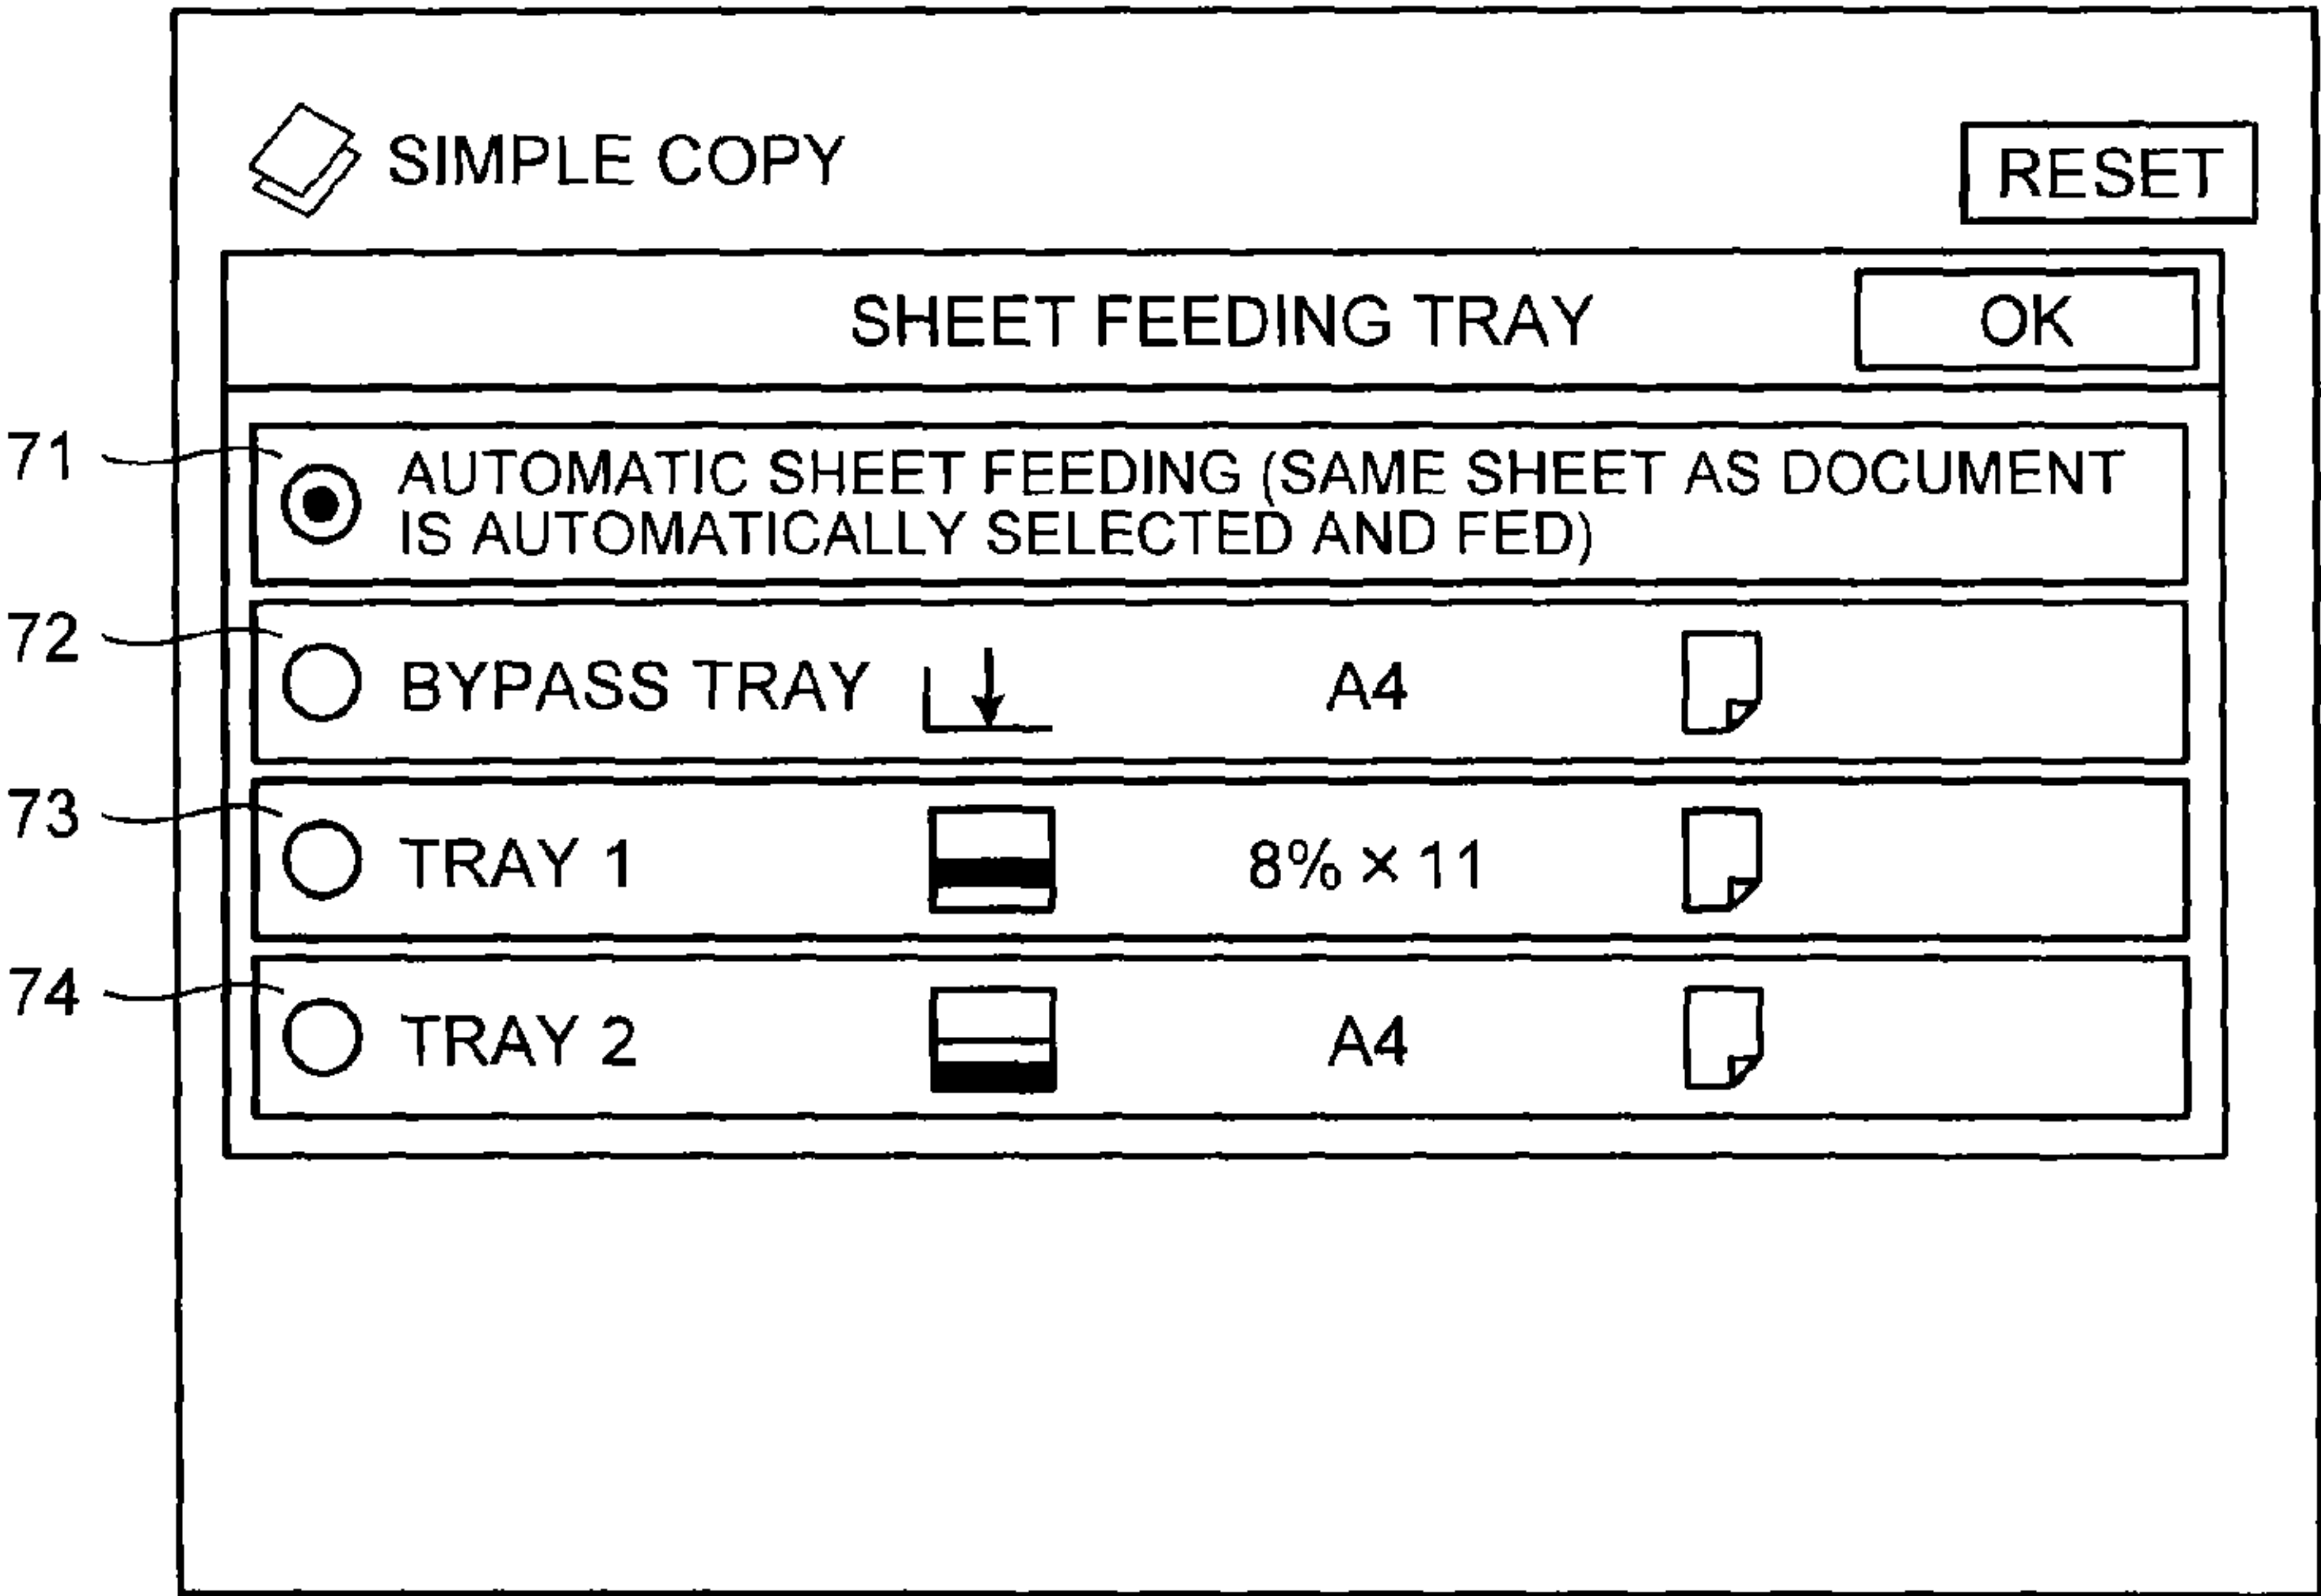 SIMPLE COPY
RESET
SHEET FEEDING TRAY
OK
71
AUTOMATIC SHEET FEEDING (SAME SHEET AS DOCUMENT
IS AUTOMATICALLY SELECTED AND FED)
72
BYPASS TRAY A4
73
TRAY 1 8% × 11
74
TRAY 2 A4